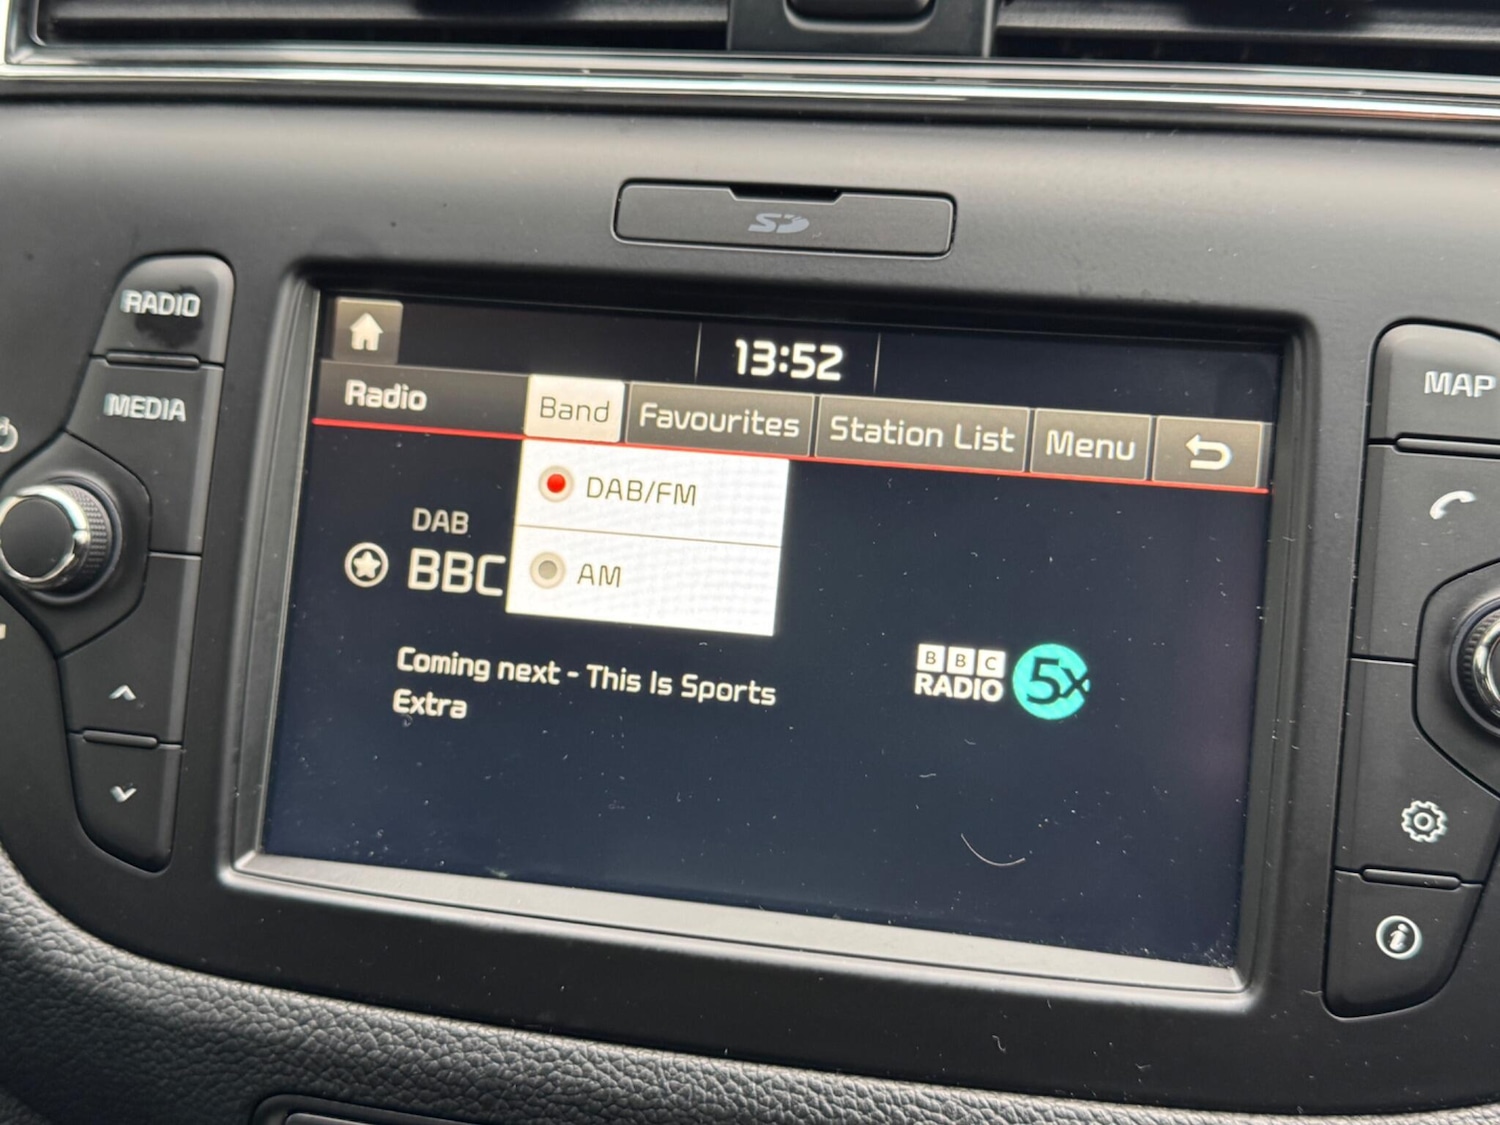 SD
RADIO
MEDIA
MAP
13:52
Radio
Band
Favourites
Station List
Menu
DAB/FM
AM
DAB
BBC
Coming next - This Is Sports
Extra
BBC
RADIO
5x